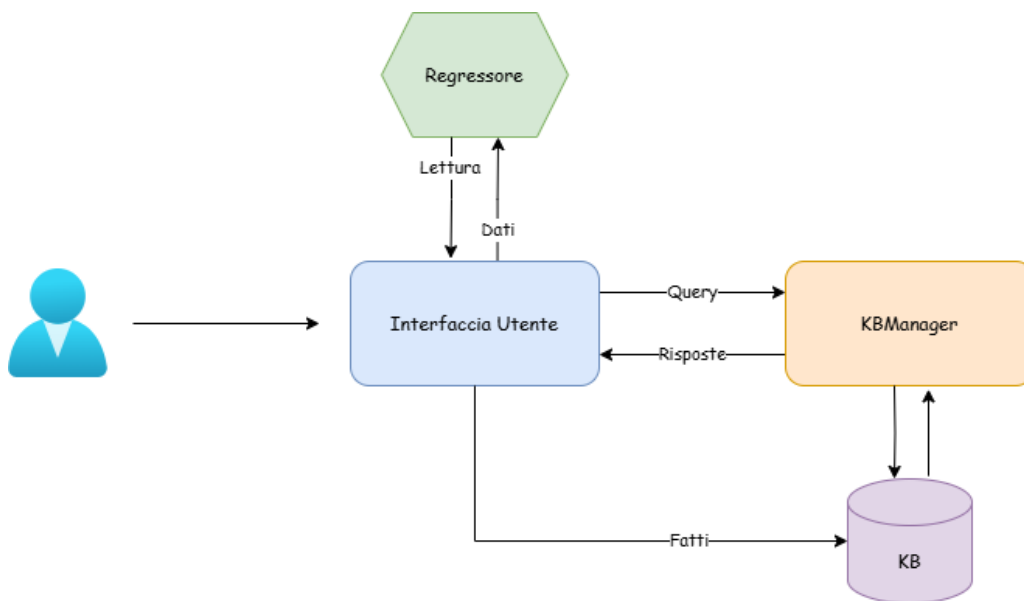 Regressore
Lettura
Dati
Interfaccia Utente
Query
KBManager
Risposte
Fatti
KB